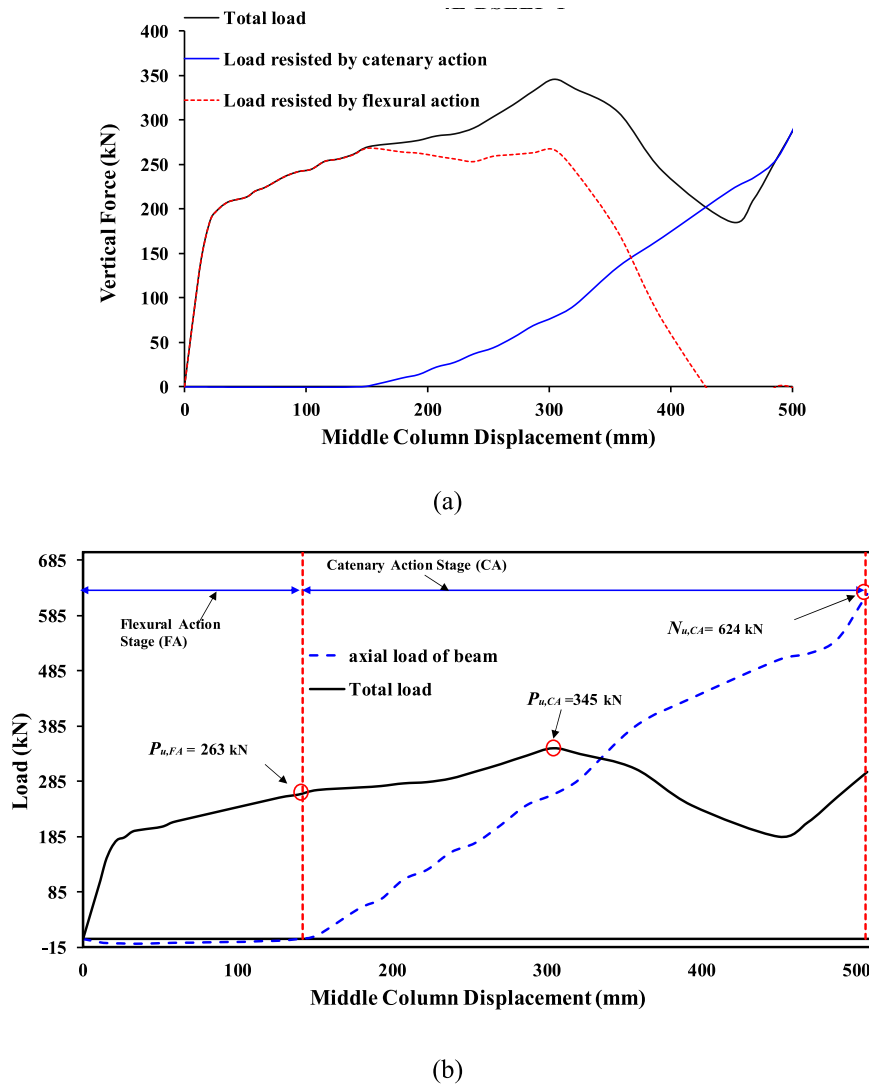 Total load
Load resisted by catenary action
Load resisted by flexural action
400
350
300
250
200
150
100
50
0
Vertical Force (kN)
0 100 200 300 400 500
Middle Column Displacement (mm)
(a)
685
585
485
385
285
185
85
-15
Load (kN)
Catenary Action Stage (CA)
Flexural Action
Stage (FA)
Nu,CA= 624 kN
axial load of beam
Total load
Pu,CA =345 kN
Pu,FA = 263 kN
0 100 200 300 400 500
Middle Column Displacement (mm)
(b)